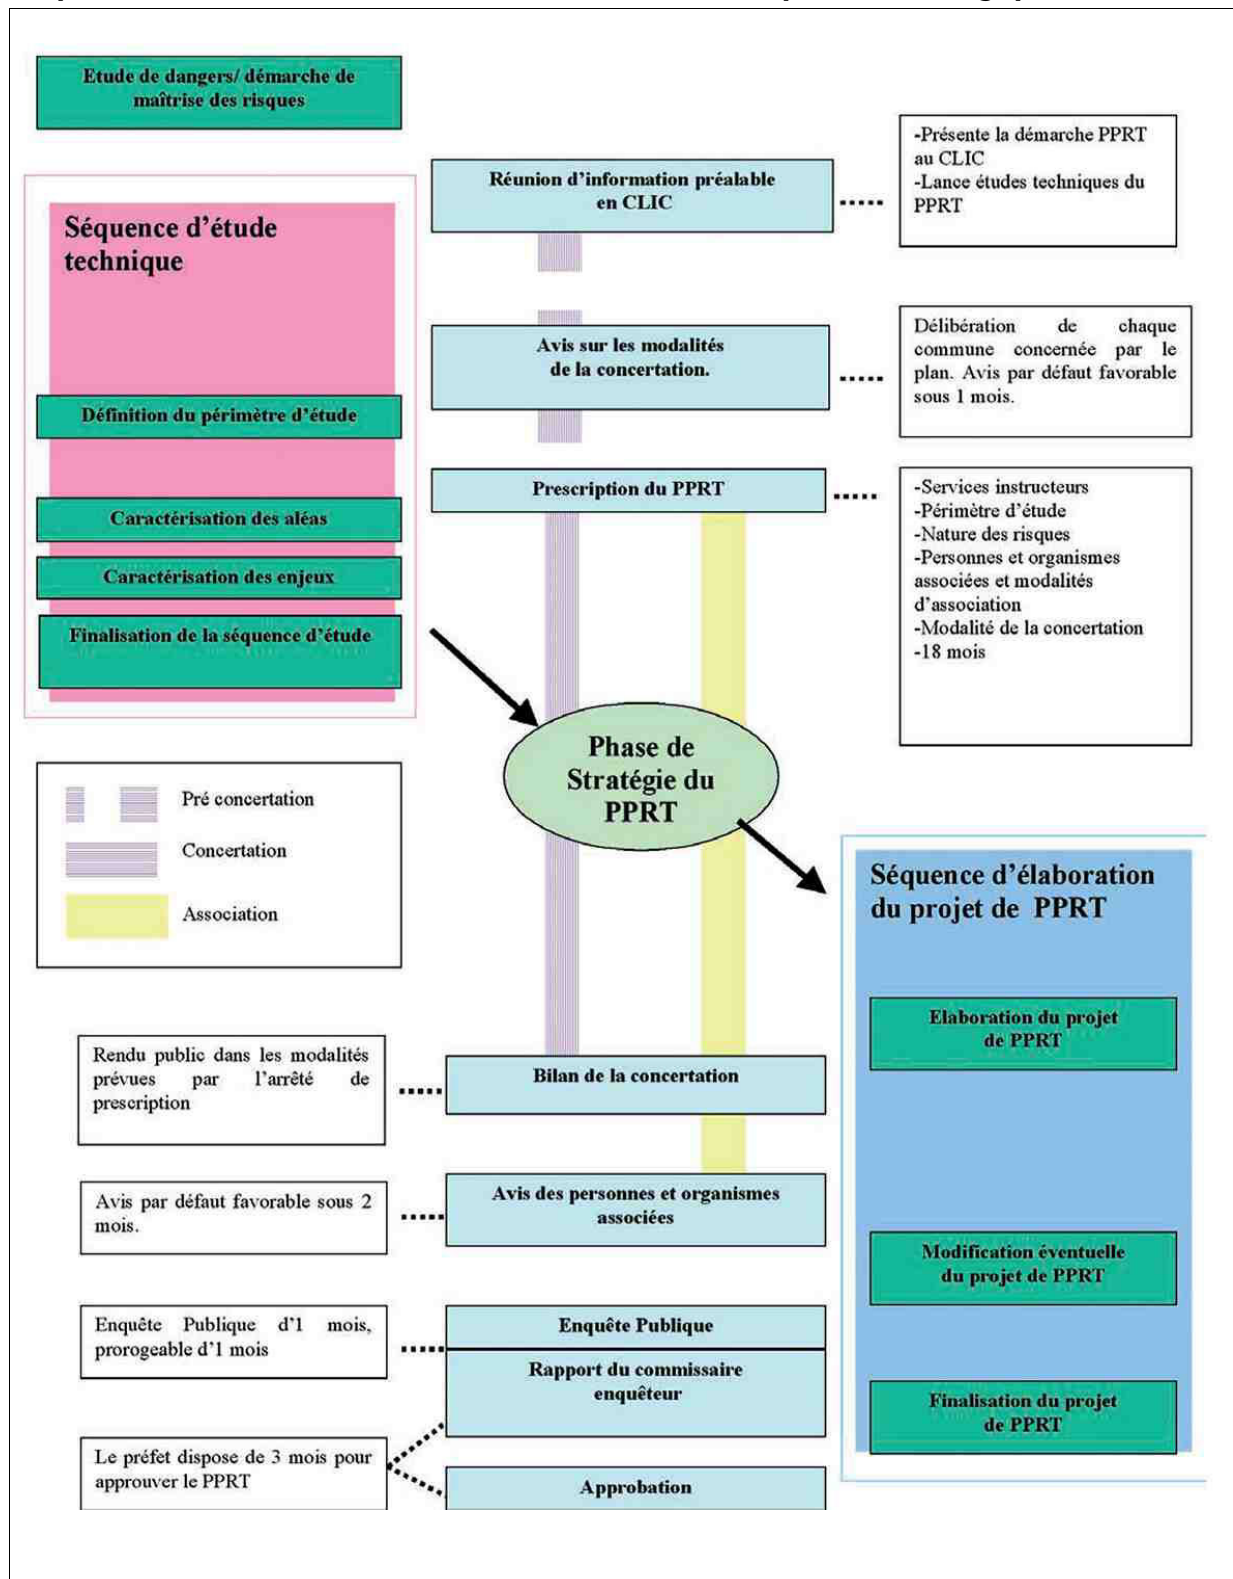 Etude de dangers/ démarche de
maîtrise des risques
Réunion d'information préalable
en CLIC
-Présente la démarche PPRT
au CLIC
-Lance études techniques du
PPRT
Séquence d'étude
technique
Avis sur les modalités
de la concertation.
Délibération de chaque
commune concernée par le
plan. Avis par défaut favorable
sous 1 mois.
Définition du périmètre d'étude
Prescription du PPRT
-Services instructeurs
-Périmètre d'étude
-Nature des risques
-Personnes et organismes
associées et modalités
d'association
-Modalité de la concertation
-18 mois
Caractérisation des aléas
Caractérisation des enjeux
Finalisation de la séquence d'étude
Phase de
Stratégie du
PPRT
Pré concertation
Concertation
Association
Séquence d'élaboration
du projet de PPRT
Elaboration du projet
de PPRT
Rendu public dans les modalités
prévues par l'arrêté de
prescription
Bilan de la concertation
Avis par défaut favorable sous 2
mois.
Avis des personnes et organismes
associées
Modification éventuelle
du projet de PPRT
Enquête Publique d'1 mois,
prorogeable d'1 mois
Enquête Publique
Rapport du commissaire
enquêteur
Finalisation du projet
de PPRT
Le préfet dispose de 3 mois pour
approuver le PPRT
Approbation